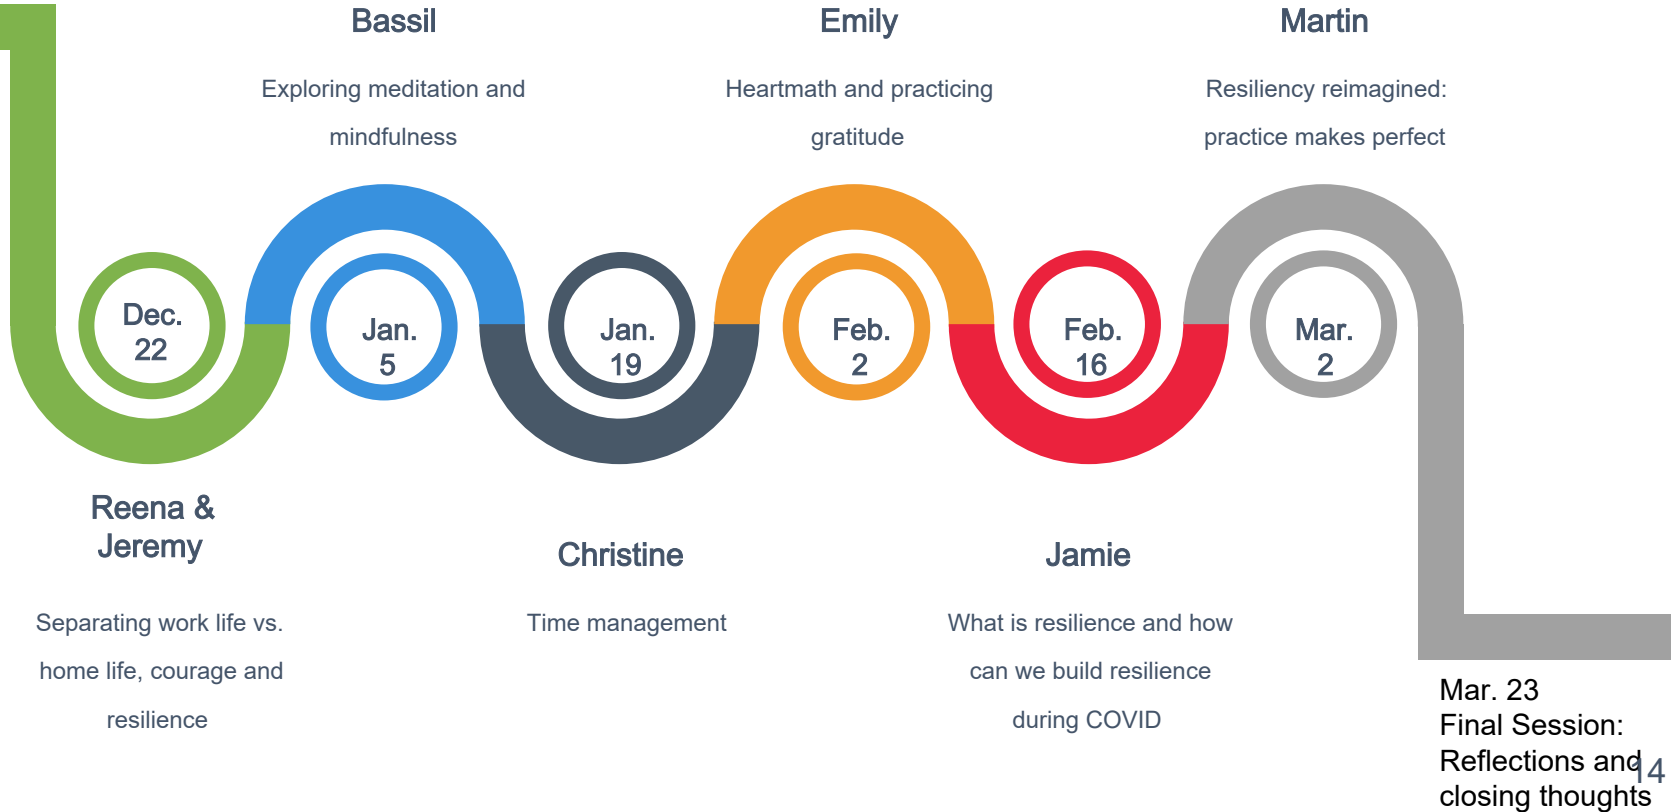 Bassil
Exploring meditation and
mindfulness
Emily
Heartmath and practicing
gratitude
Martin
Resiliency reimagined:
practice makes perfect
Dec.
22
Jan.
5
Jan.
19
Feb.
2
Feb.
16
Mar.
2
Reena &
Jeremy
Separating work life vs.
home life, courage and
resilience
Christine
Time management
Jamie
What is resilience and how
can we build resilience
during COVID
Mar. 23
Final Session:
Reflections and
closing thoughts
14